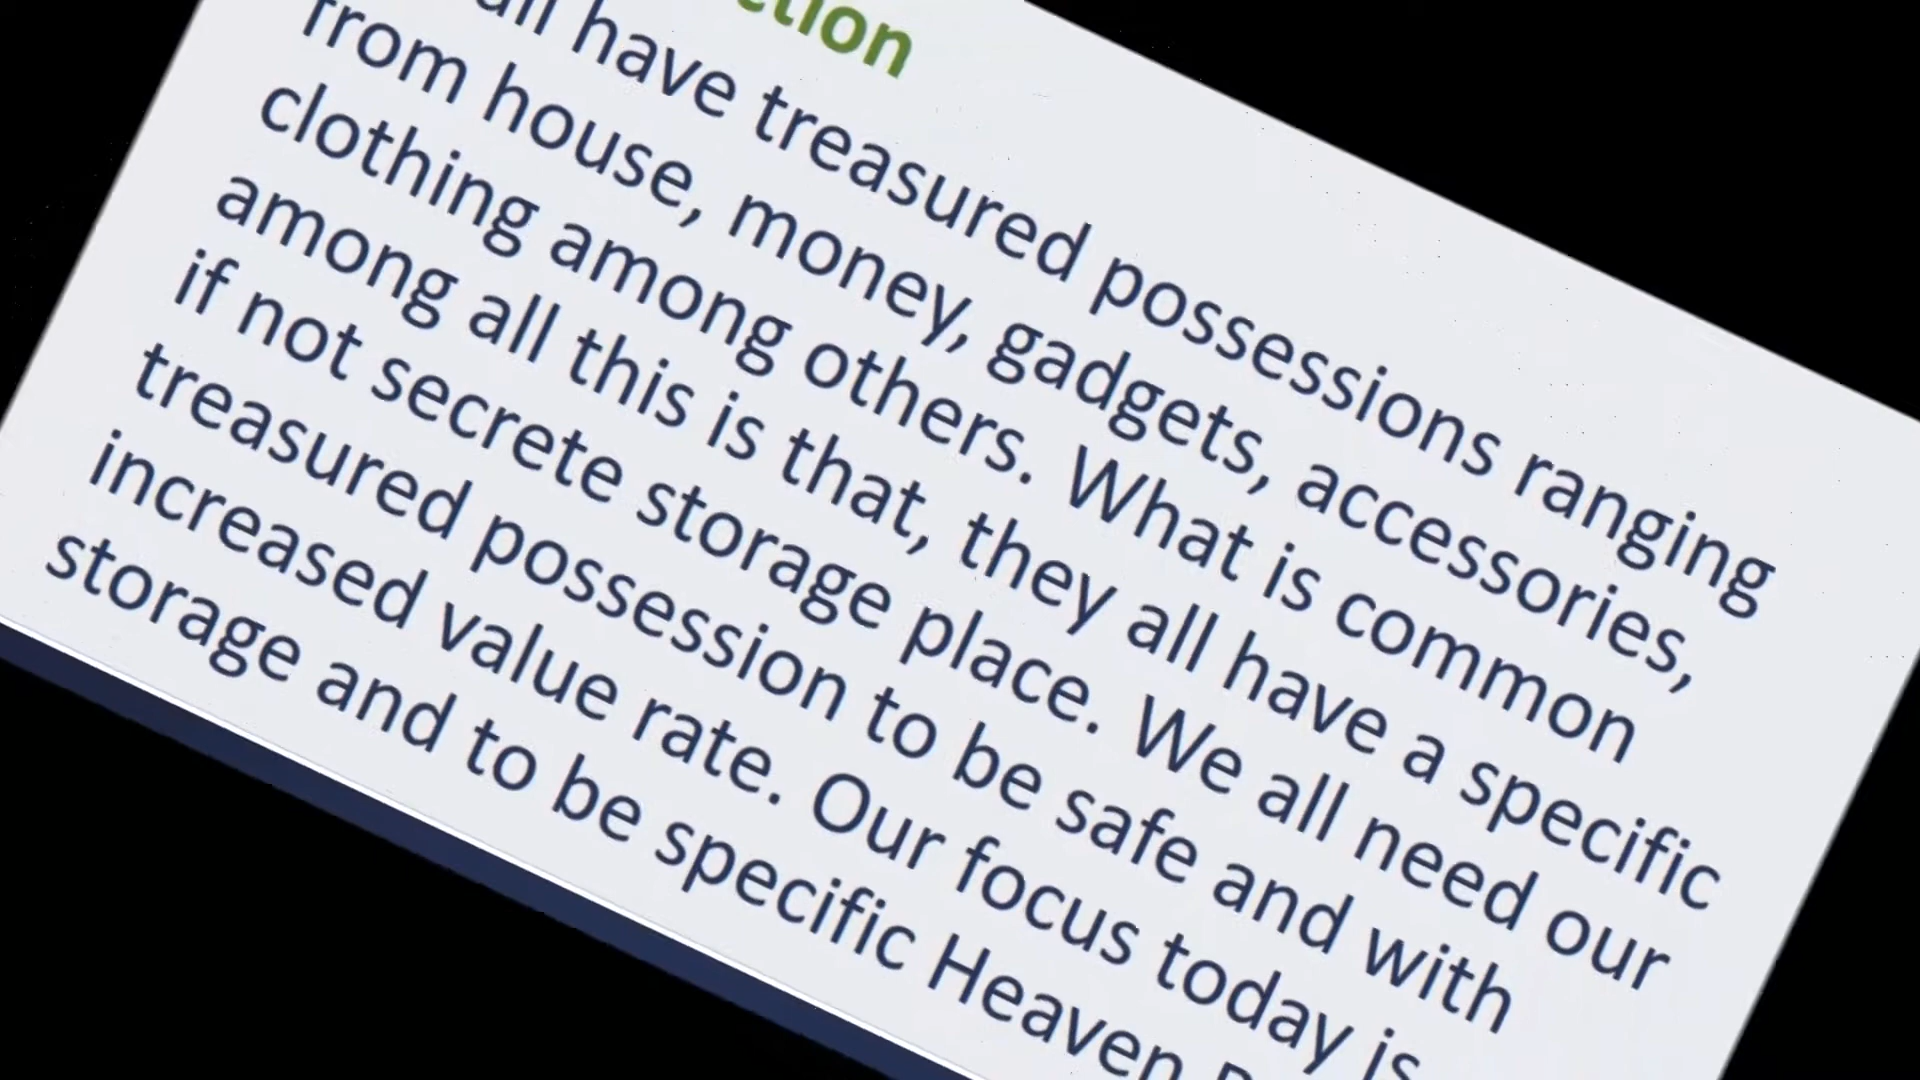 all have treasured possessions ranging
from house, money, gadgets, accessories,
clothing among others. What is common
among all this is that, they all have a specific
if not secrete storage place. We all need our
treasured possession to be safe and with
increased value rate. Our focus today is
storage and to be specific Heaven